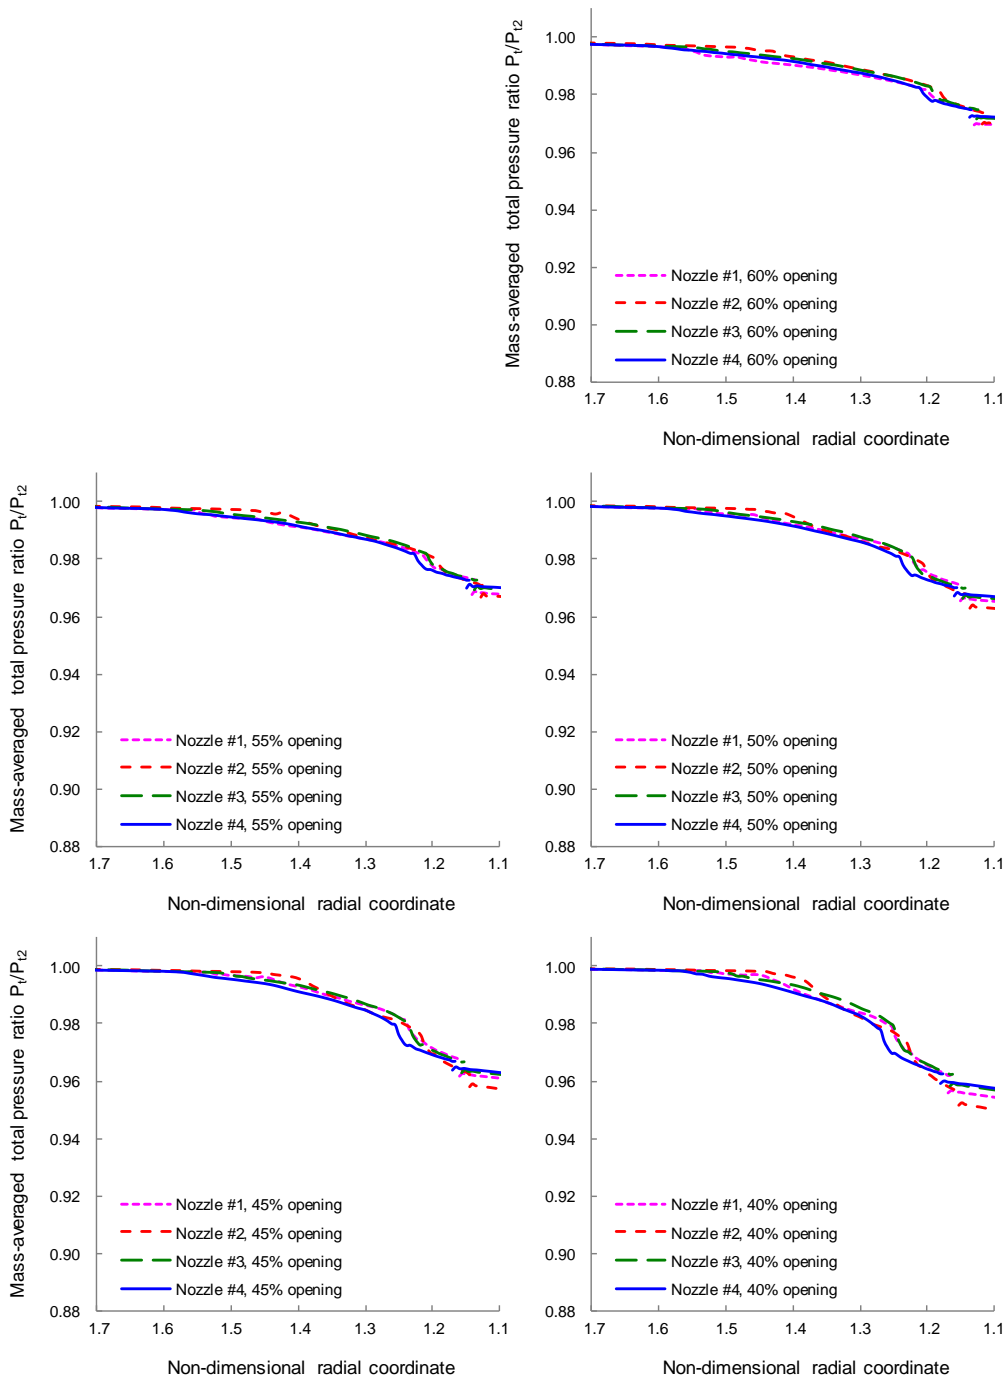 Mass-averaged total pressure ratio Pt/Pt2
1.00
0.98
0.96
0.94
0.92
0.90
0.88
Nozzle #1, 60% opening
Nozzle #2, 60% opening
Nozzle #3, 60% opening
Nozzle #4, 60% opening
1.7 1.6 1.5 1.4 1.3 1.2 1.1
Non-dimensional radial coordinate
Mass-averaged total pressure ratio Pt/Pt2
1.00
0.98
0.96
0.94
0.92
0.90
0.88
Nozzle #1, 55% opening
Nozzle #2, 55% opening
Nozzle #3, 55% opening
Nozzle #4, 55% opening
1.7 1.6 1.5 1.4 1.3 1.2 1.1
Non-dimensional radial coordinate
1.00
0.98
0.96
0.94
0.92
0.90
0.88
Nozzle #1, 50% opening
Nozzle #2, 50% opening
Nozzle #3, 50% opening
Nozzle #4, 50% opening
1.7 1.6 1.5 1.4 1.3 1.2 1.1
Non-dimensional radial coordinate
Mass-averaged total pressure ratio Pt/Pt2
1.00
0.98
0.96
0.94
0.92
0.90
0.88
Nozzle #1, 45% opening
Nozzle #2, 45% opening
Nozzle #3, 45% opening
Nozzle #4, 45% opening
1.7 1.6 1.5 1.4 1.3 1.2 1.1
Non-dimensional radial coordinate
1.00
0.98
0.96
0.94
0.92
0.90
0.88
Nozzle #1, 40% opening
Nozzle #2, 40% opening
Nozzle #3, 40% opening
Nozzle #4, 40% opening
1.7 1.6 1.5 1.4 1.3 1.2 1.1
Non-dimensional radial coordinate